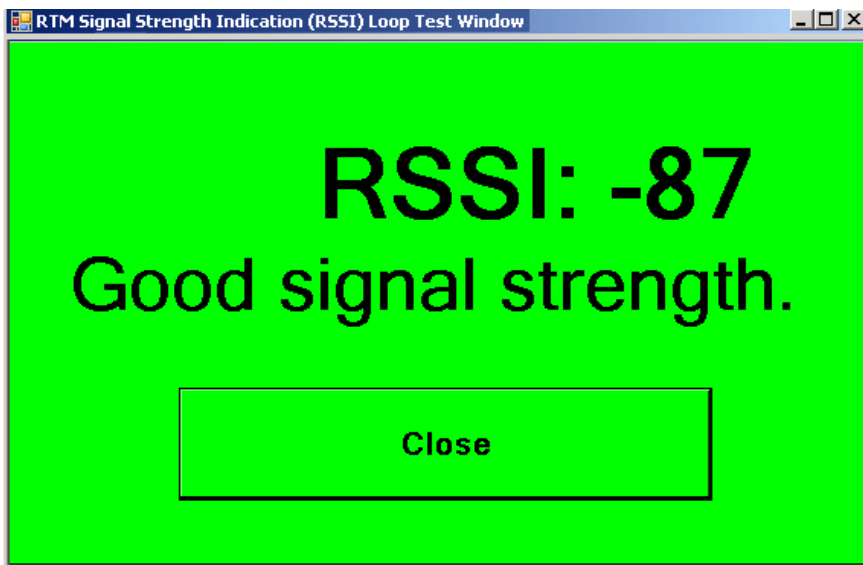 RTM Signal Strength Indication (RSSI) Loop Test Window
RSSI: -87
Good signal strength.
Close